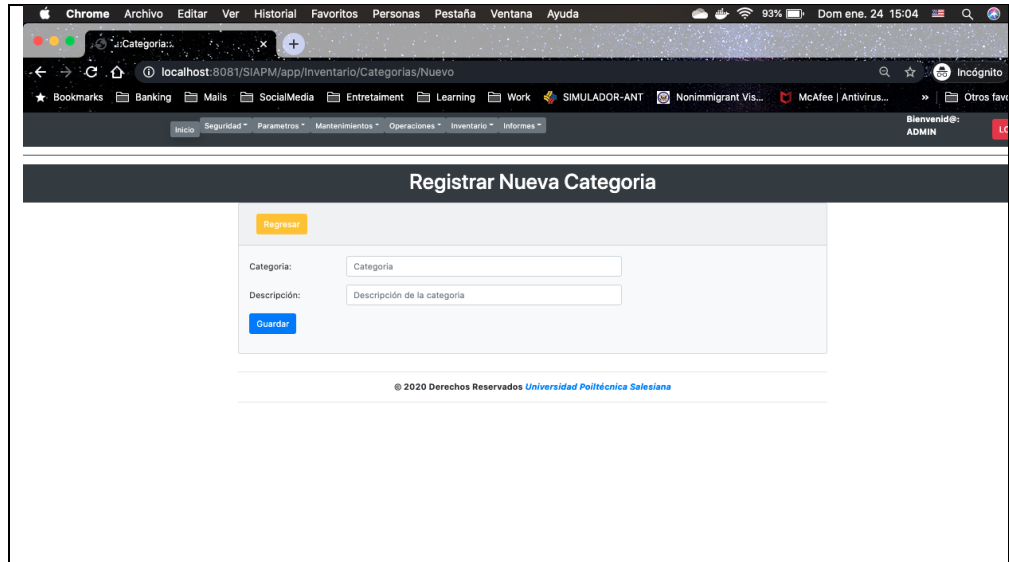 Chrome Archivo Editar Ver Historial Favoritos Personas Pestaña Ventana Ayuda 93% Dom ene. 24 15:04
.::Categoria::.
localhost:8081/SIAPM/app/Inventario/Categorias/Nuevo Incógnito
Bookmarks Banking Mails SocialMedia Entretaiment Learning Work SIMULADOR-ANT Nonimmigrant Vis... McAfee | Antivirus... » Otros favo
Inicio Seguridad Parametros Mantenimientos Operaciones Inventario Informes Bienvenid@:
ADMIN LO
Registrar Nueva Categoria
Regresar
Categoria: Categoria
Descripción: Descripción de la categoria
Guardar
© 2020 Derechos Reservados Universidad Poiltécnica Salesiana